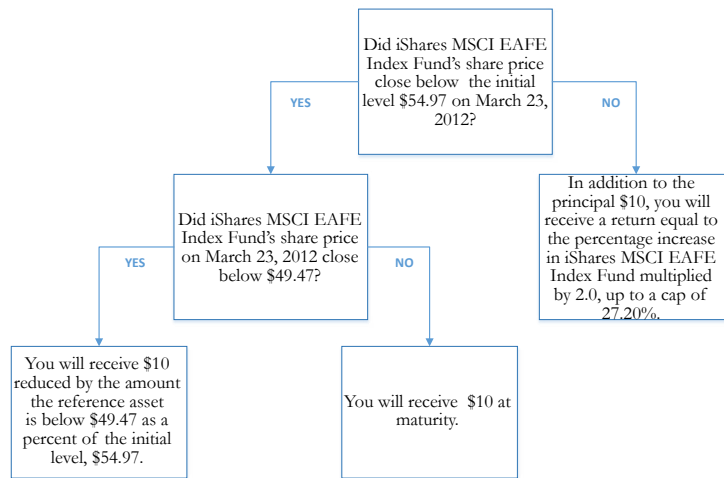 Did iShares MSCI EAFE
Index Fund's share price
close below the initial
level $54.97 on March 23,
2012?
YES
NO
Did iShares MSCI EAFE
Index Fund's share price
on March 23, 2012 close
below $49.47?
In addition to the
principal $10, you will
receive a return equal to
the percentage increase
in iShares MSCI EAFE
Index Fund multiplied
by 2.0, up to a cap of
27.20%.
YES
NO
You will receive $10
reduced by the amount
the reference asset
is below $49.47 as a
percent of the initial
level, $54.97.
You will receive $10 at
maturity.